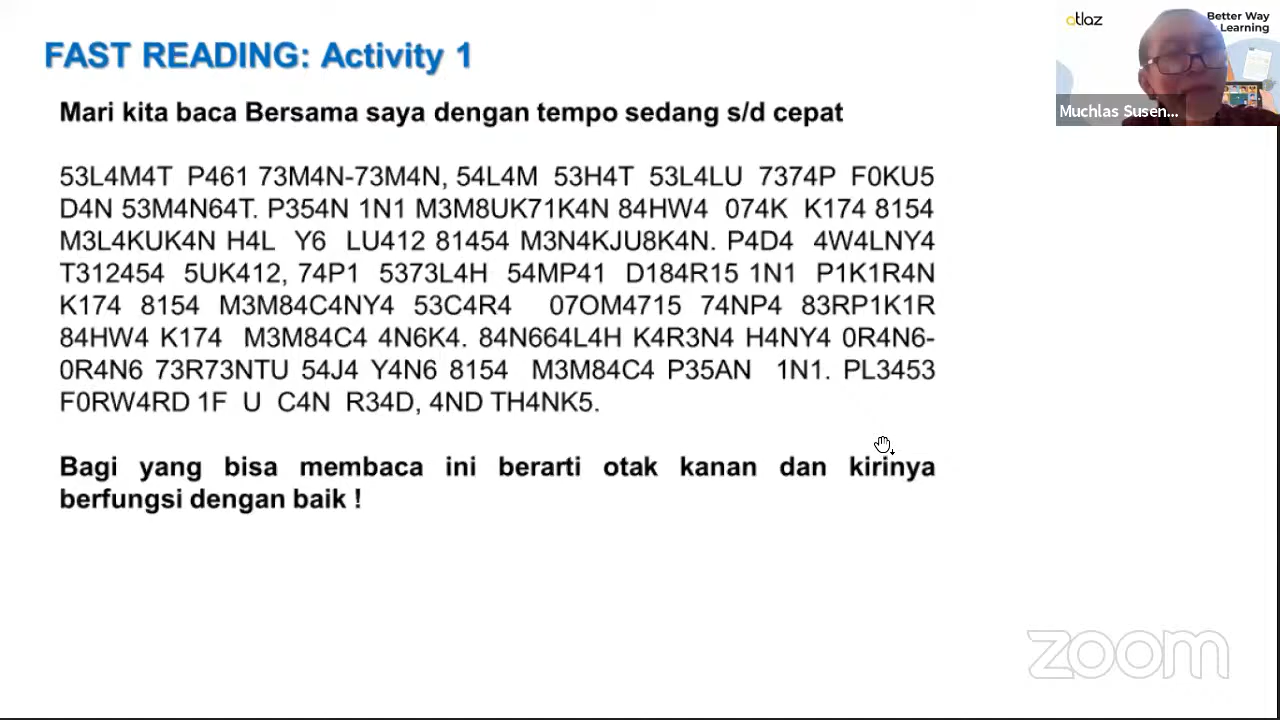 FAST READING: Activity 1
Mari kita baca Bersama saya dengan tempo sedang s/d cepat
53L4M4T P461 73M4N-73M4N, 54L4M 53H4T 53L4LU 7374P F0KU5
D4N 53M4N64T. P354N 1N1 M3M8UK71K4N 84HW4 074K K174 8154
M3L4KUK4N H4L Y6 LU412 81454 M3N4KJU8K4N. P4D4 4W4LNY4
T312454 5UK412, 74P1 5373L4H 54MP41 D184R15 1N1 P1K1R4N
K174 8154 M3M84C4NY4 53C4R4 07OM4715 74NP4 83RP1K1R
84HW4 K174 M3M84C4 4N6K4. 84N664L4H K4R3N4 H4NY4 0R4N6-
0R4N6 73R73NTU 54J4 Y4N6 8154 M3M84C4 P35AN 1N1. PL3453
F0RW4RD 1F U C4N R34D, 4ND TH4NK5.
Bagi yang bisa membaca ini berarti otak kanan dan kirinya
berfungsi dengan baik !
atlaz
Better Way
Learning
Muchlas Susen...
zoom